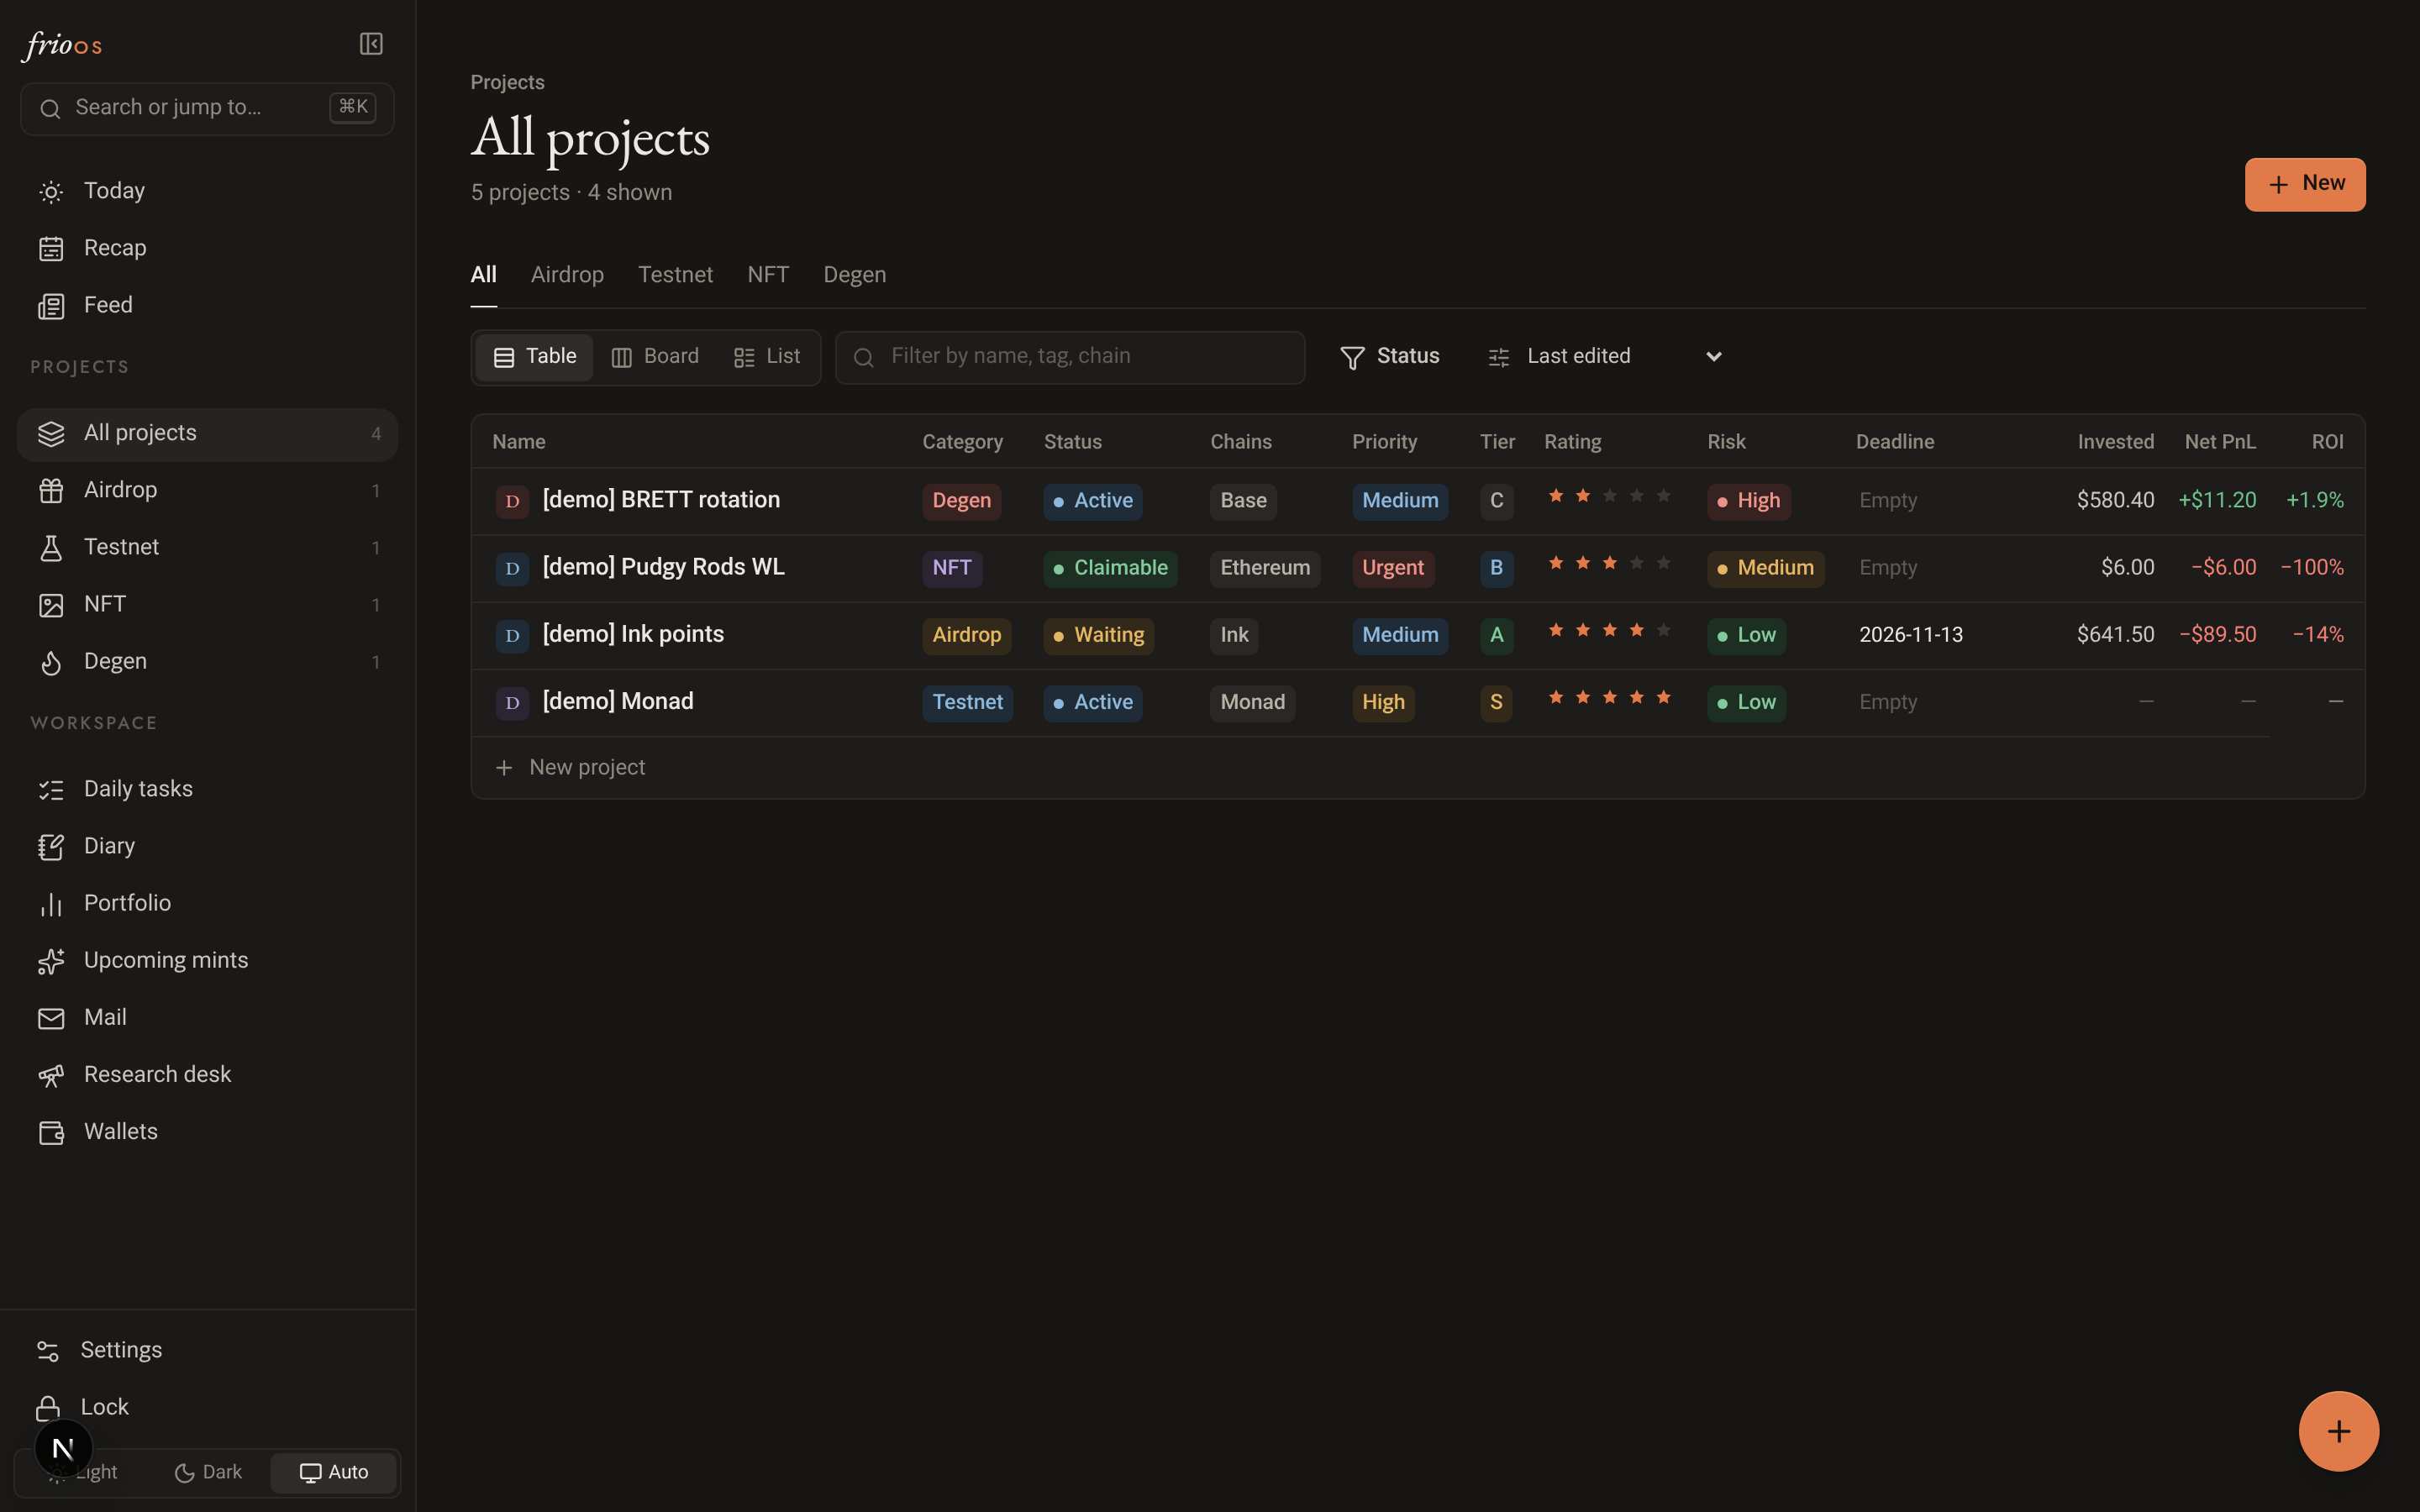 frioos
Search or jump to... ⌘K
Today
Recap
Feed
PROJECTS
All projects 4
Airdrop 1
Testnet 1
NFT 1
Degen 1
WORKSPACE
Daily tasks
Diary
Portfolio
Upcoming mints
Mail
Research desk
Wallets
Settings
Lock
N
Light Dark Auto
Projects
All projects
5 projects · 4 shown
New
All Airdrop Testnet NFT Degen
Table Board List Filter by name, tag, chain Status Last edited
Name Category Status Chains Priority Tier Rating Risk Deadline Invested Net PnL ROI
D [demo] BRETT rotation Degen Active Base Medium C High Empty $580.40 +$11.20 +1.9%
D [demo] Pudgy Rods WL NFT Claimable Ethereum Urgent B Medium Empty $6.00 −$6.00 −100%
D [demo] Ink points Airdrop Waiting Ink Medium A Low 2026-11-13 $641.50 −$89.50 −14%
D [demo] Monad Testnet Active Monad High S Low Empty — — —
New project